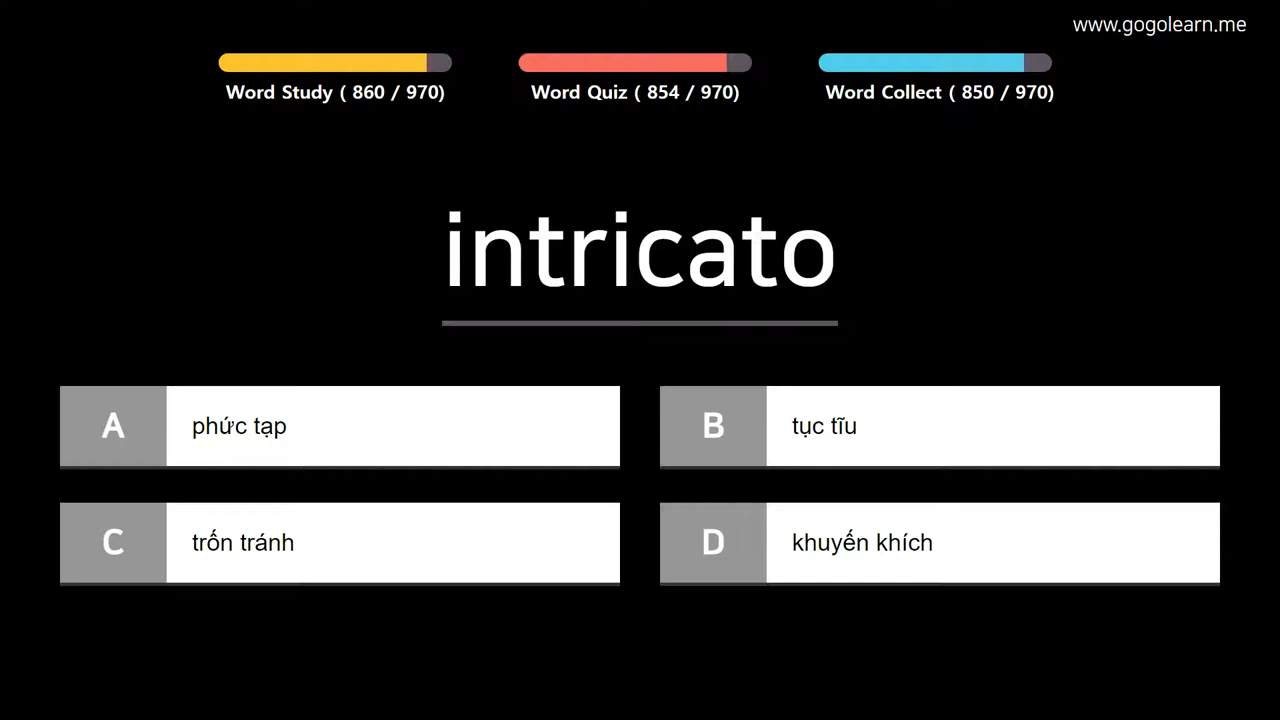 www.gogolearn.me
Word Study ( 860 / 970)
Word Quiz ( 854 / 970)
Word Collect ( 850 / 970)
intricato
A phức tạp
B tục tĩu
C trốn tránh
D khuyến khích